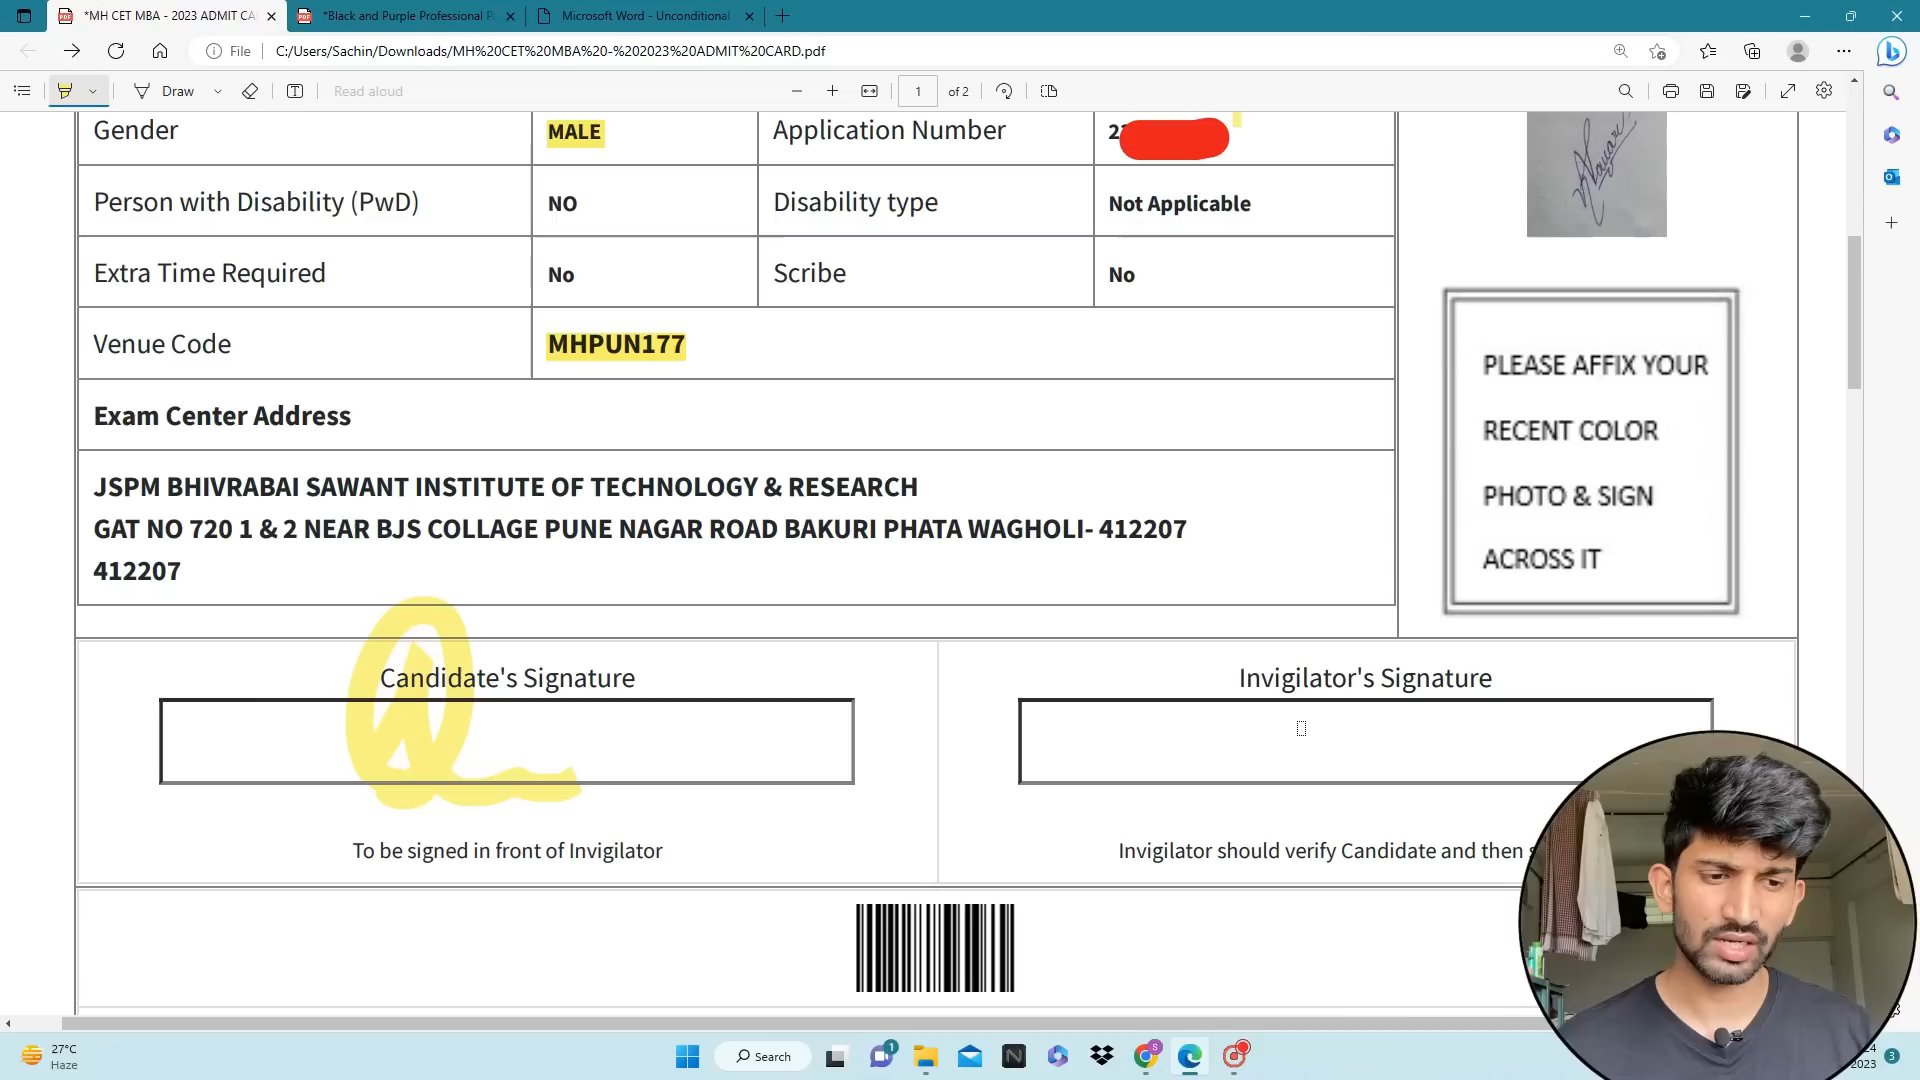 *MH CET MBA - 2023 ADMIT CA
*Black and Purple Professional P
Microsoft Word - Unconditional
File
C:/Users/Sachin/Downloads/MH%20CET%20MBA%20-%202023%20ADMIT%20CARD.pdf
Draw
Read aloud
1
of 2
Gender
MALE
Application Number
2
Person with Disability (PwD)
NO
Disability type
Not Applicable
Extra Time Required
No
Scribe
No
Venue Code
MHPUN177
Exam Center Address
JSPM BHIVRABAI SAWANT INSTITUTE OF TECHNOLOGY & RESEARCH
GAT NO 720 1 & 2 NEAR BJS COLLAGE PUNE NAGAR ROAD BAKURI PHATA WAGHOLI- 412207
412207
PLEASE AFFIX YOUR
RECENT COLOR
PHOTO & SIGN
ACROSS IT
Candidate's Signature
Invigilator's Signature
To be signed in front of Invigilator
Invigilator should verify Candidate and then
27°C
Haze
Search
1
S
24
2023
3